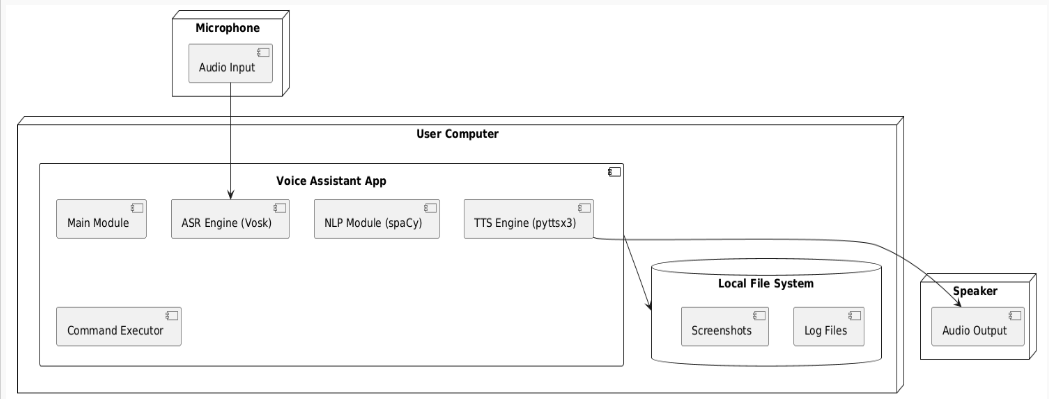 Microphone
Audio Input
User Computer
Voice Assistant App
Main Module
ASR Engine (Vosk)
NLP Module (spaCy)
TTS Engine (pyttsx3)
Local File System
Speaker
Command Executor
Screenshots
Log Files
Audio Output